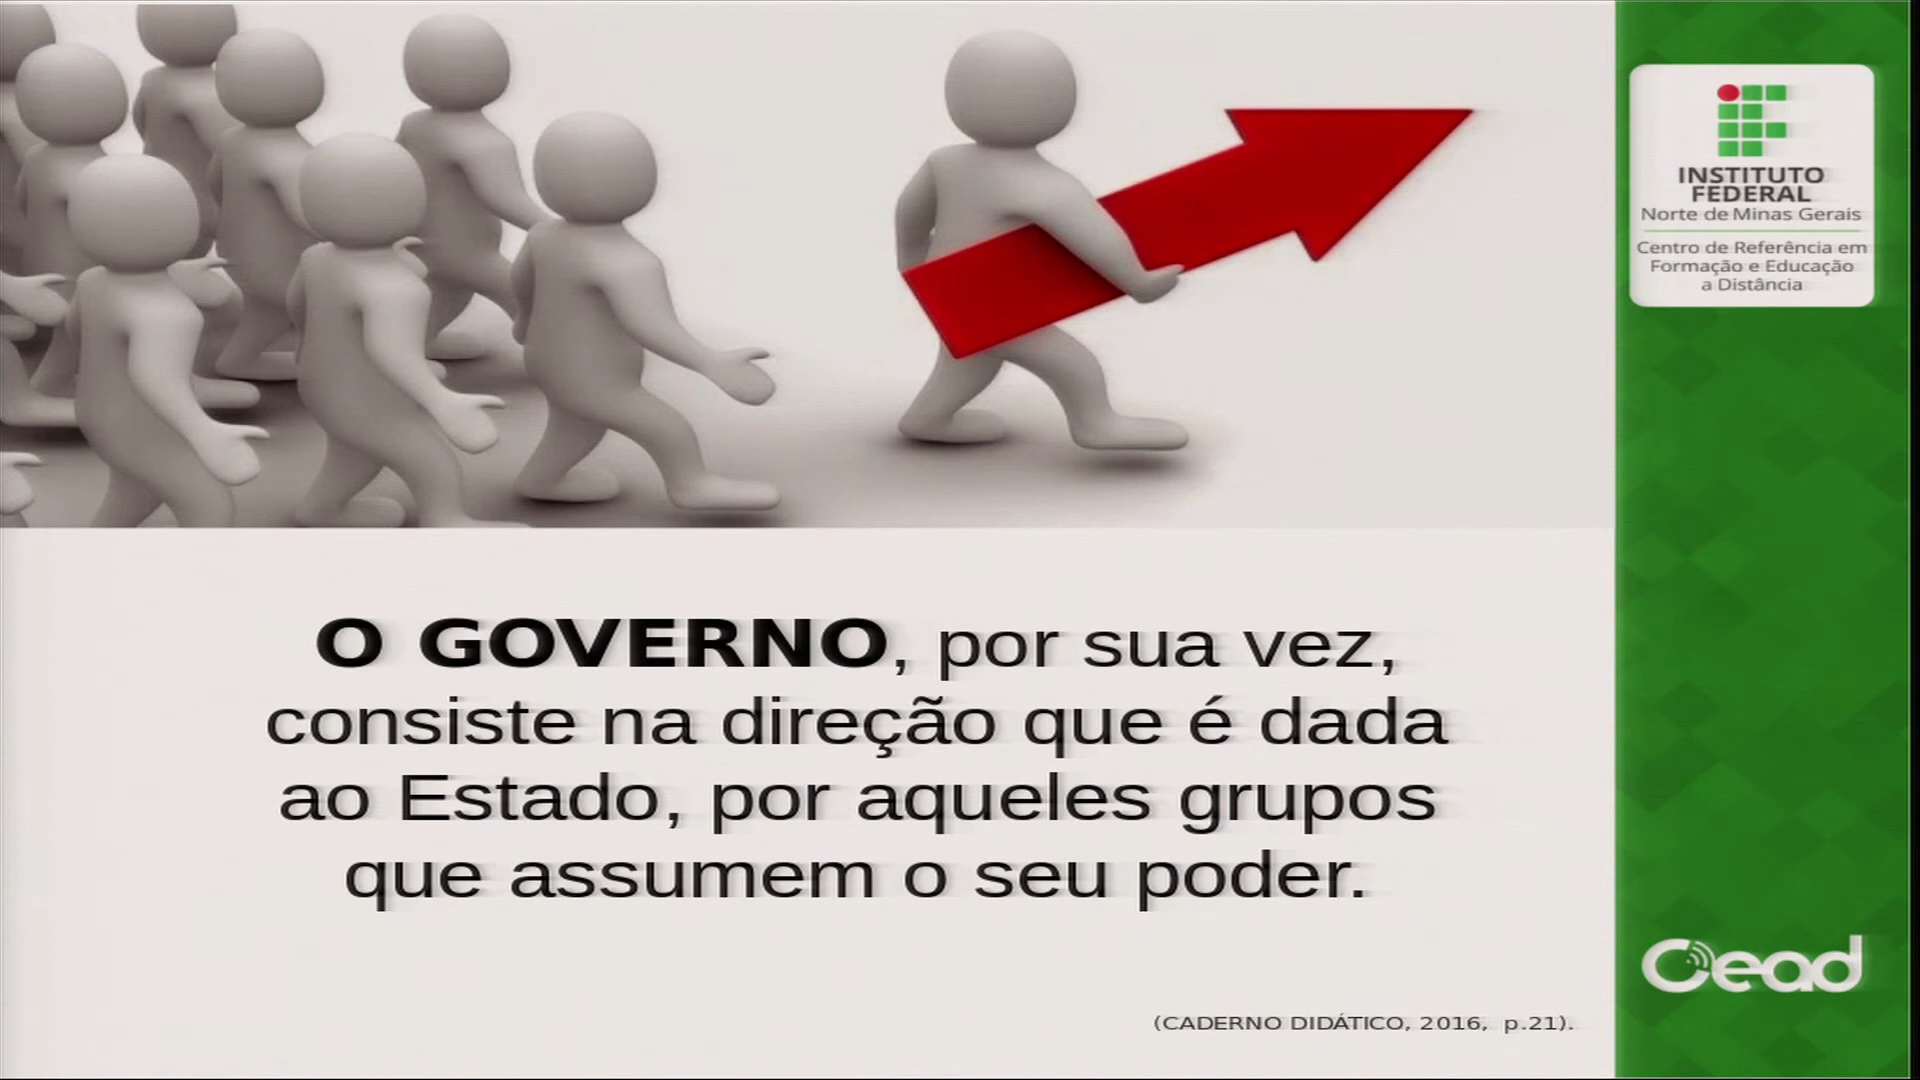 INSTITUTO
FEDERAL
Norte de Minas Gerais
Centro de Referência em
Formação e Educação
a Distância
O GOVERNO, por sua vez,
consiste na direção que é dada
ao Estado, por aqueles grupos
que assumem o seu poder.
(CADERNO DIDÁTICO, 2016, p.21).
Cead